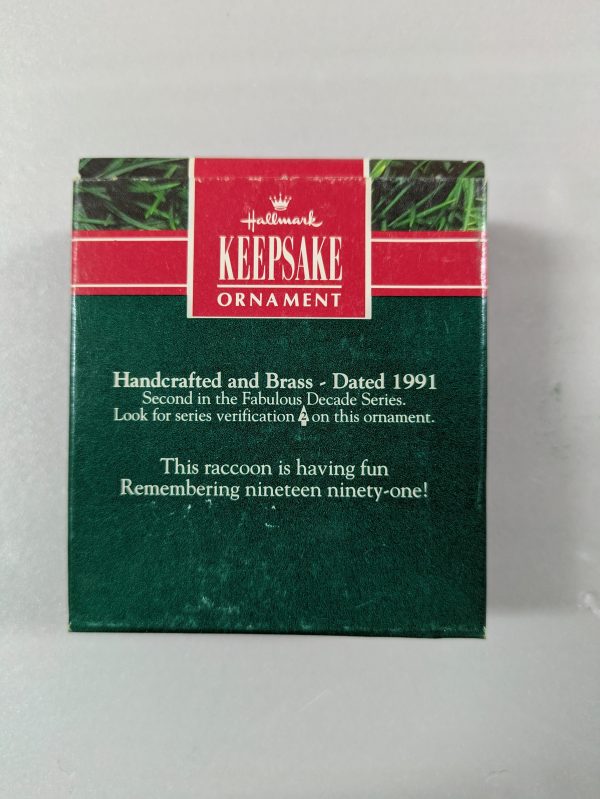 Hallmark
KEEPSAKE
ORNAMENT
Handcrafted and Brass - Dated 1991
Second in the Fabulous Decade Series.
Look for series verification 2 on this ornament.
This raccoon is having fun
Remembering nineteen ninety-one!